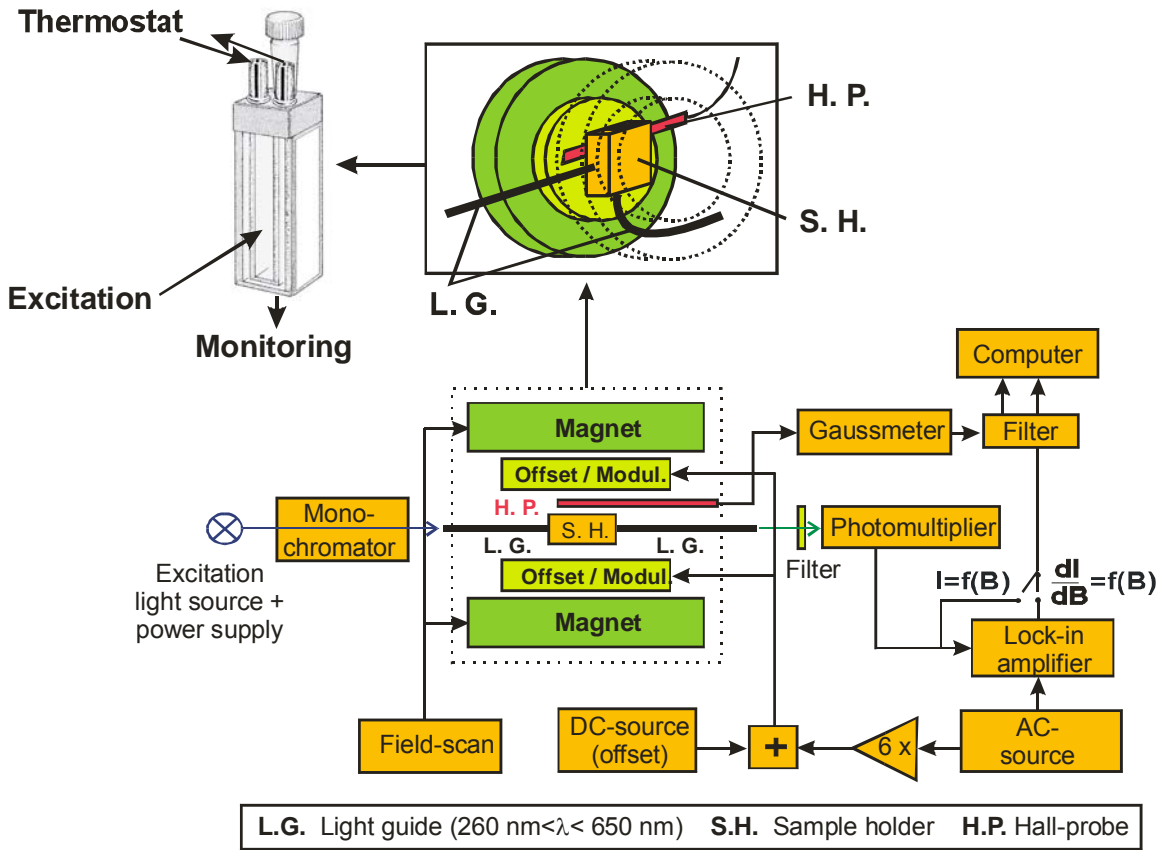 Thermostat
H. P.
S. H.
L. G.
Excitation
Monitoring
Computer
Magnet
Gaussmeter
Filter
Offset / Modul.
H. P.
Mono-
chromator
S. H.
Photomultiplier
L. G.
L. G.
Filter
Offset / Modul.
I=f(B)
dI
dB
=f(B)
Excitation
light source +
power supply
Magnet
Lock-in
amplifier
Field-scan
DC-source
(offset)
+
6 x
AC-
source
L.G. Light guide (260 nm<λ< 650 nm) S.H. Sample holder H.P. Hall-probe